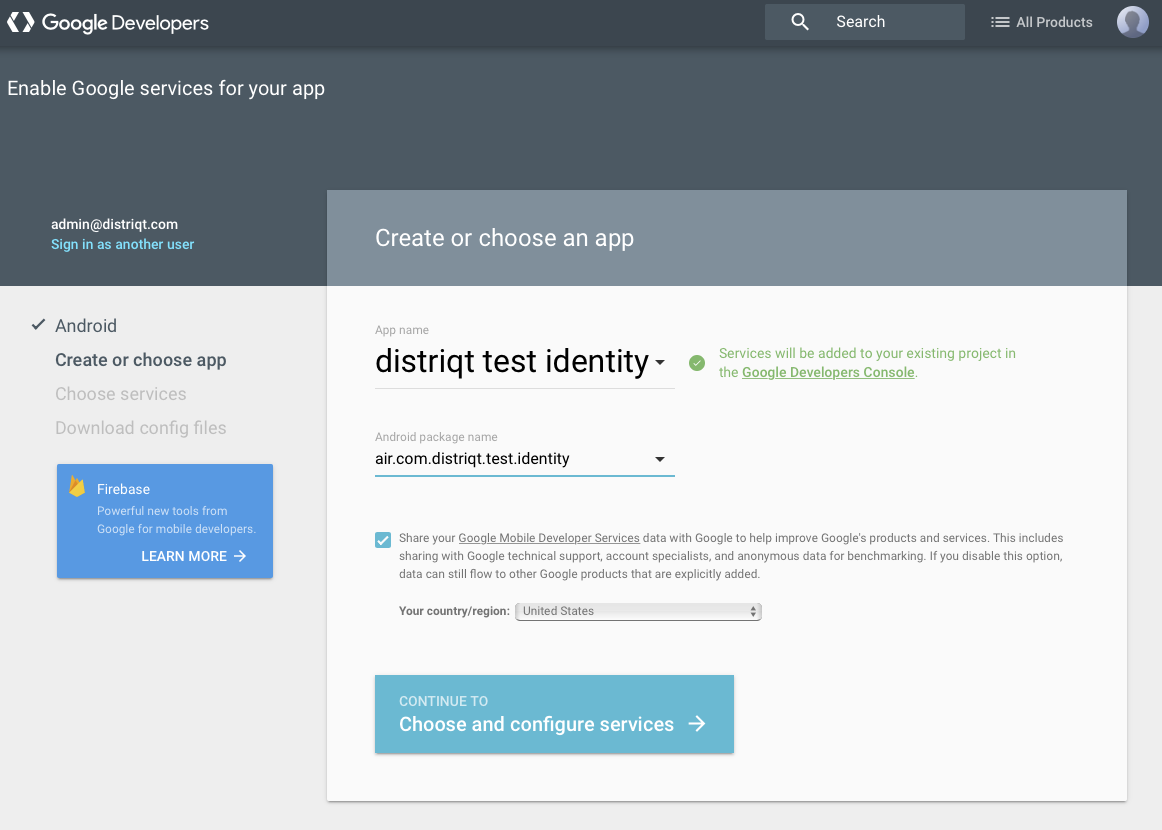 Google Developers
Search
All Products
Enable Google services for your app
admin@distriqt.com
Sign in as another user
Android
Create or choose app
Choose services
Download config files
Firebase
Powerful new tools from
Google for mobile developers.
LEARN MORE
Create or choose an app
App name
distriqt test identity
Services will be added to your existing project in
the Google Developers Console.
Android package name
air.com.distriqt.test.identity
Share your Google Mobile Developer Services data with Google to help improve Google's products and services. This includes
sharing with Google technical support, account specialists, and anonymous data for benchmarking. If you disable this option,
data can still flow to other Google products that are explicitly added.
Your country/region: United States
CONTINUE TO
Choose and configure services